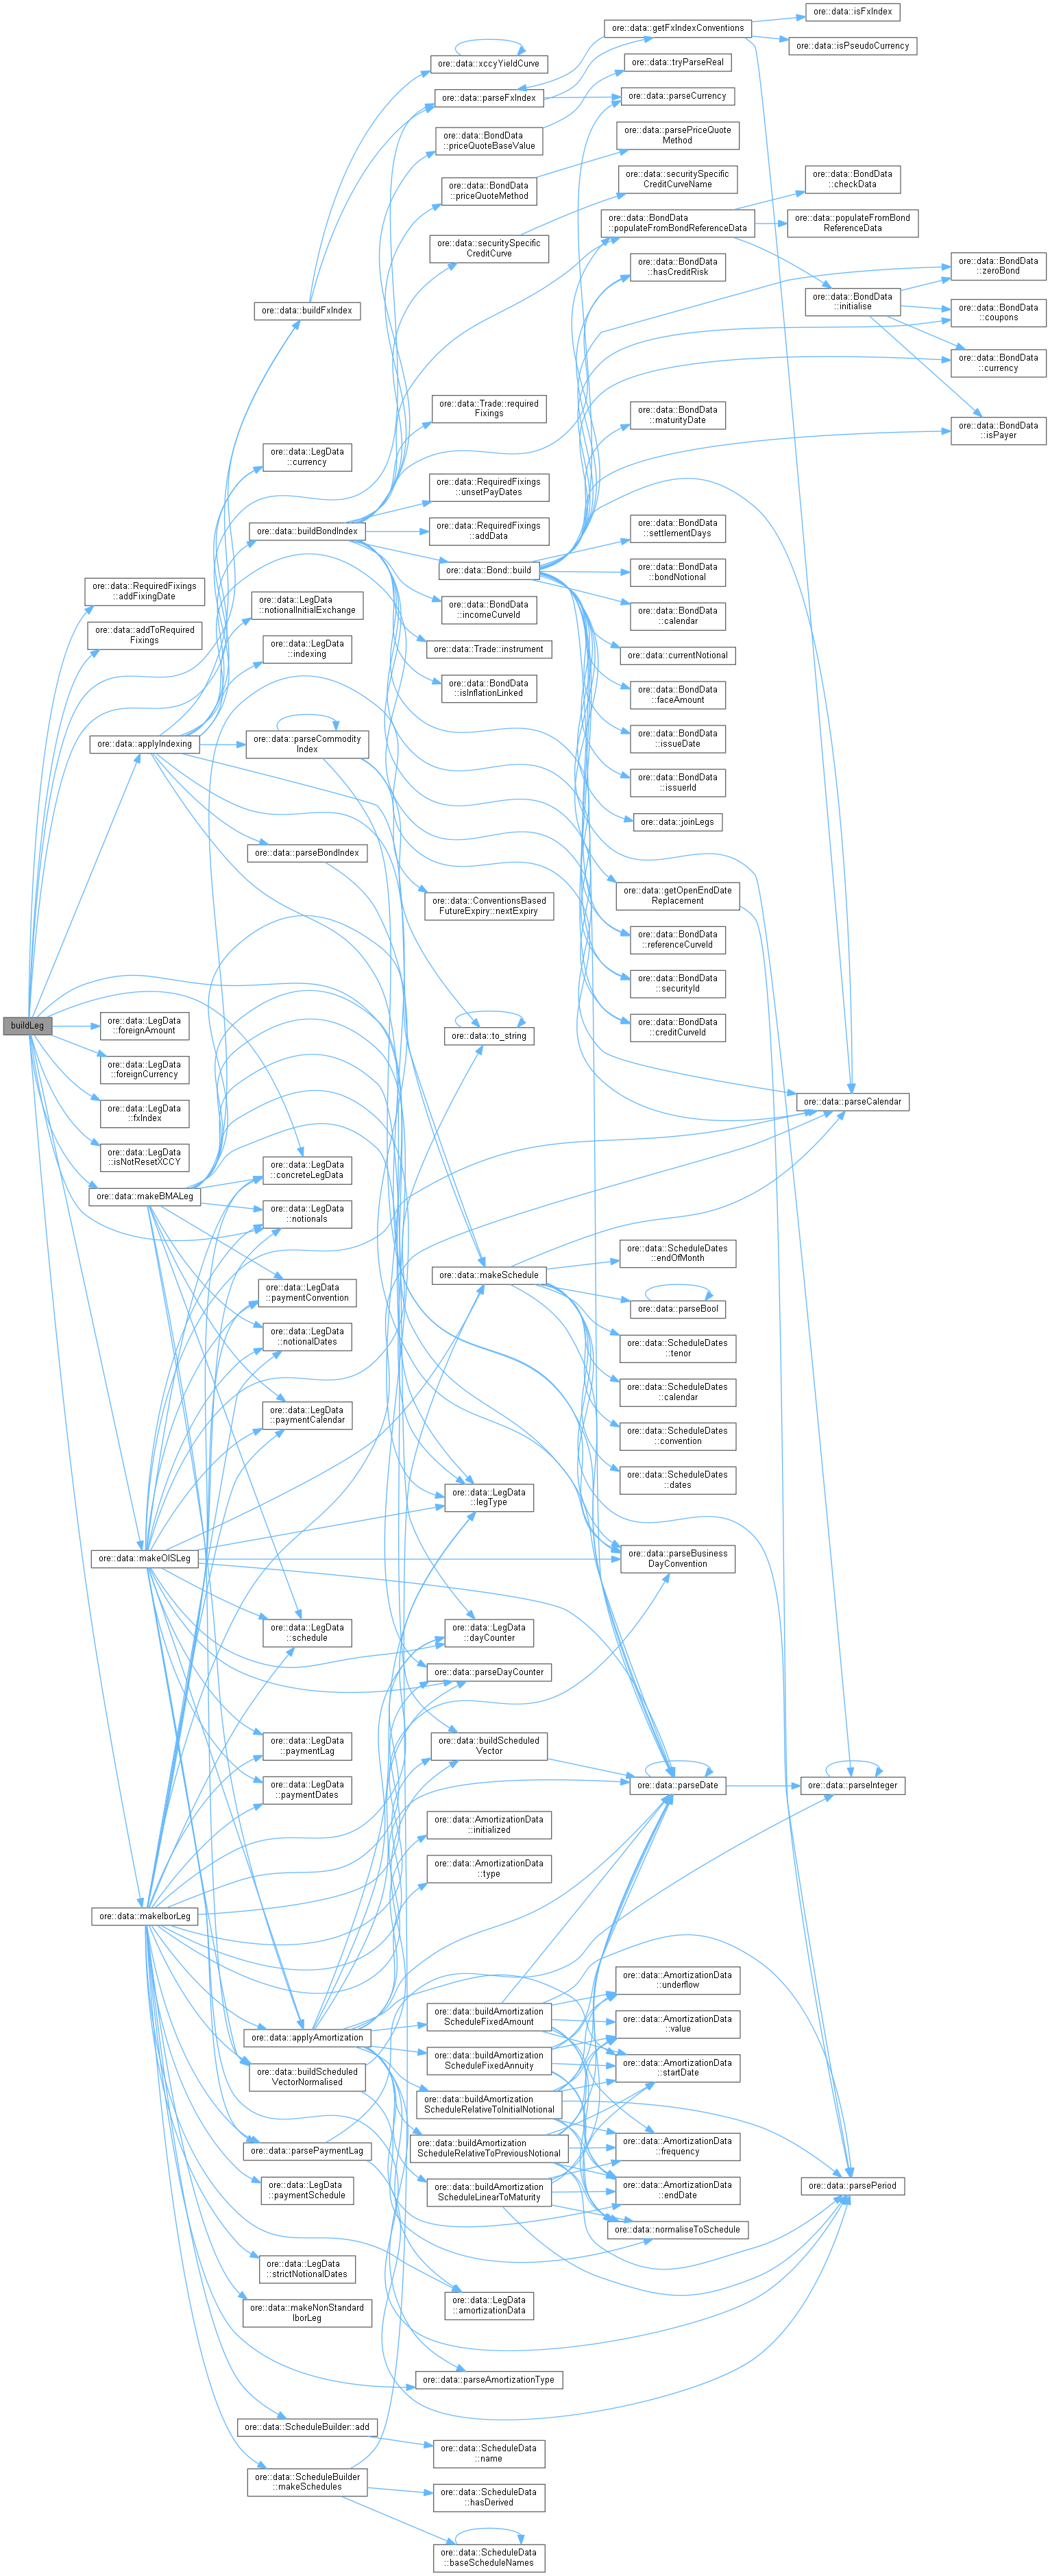 ore::data::getFxIndexConventions
ore::data::isFxIndex
ore::data::isPseudoCurrency
ore::data::xccyYieldCurve
ore::data::tryParseReal
ore::data::parseFxIndex
ore::data::parseCurrency
ore::data::BondData
::priceQuoteBaseValue
ore::data::parsePriceQuote
Method
ore::data::BondData
::priceQuoteMethod
ore::data::securitySpecific
CreditCurveName
ore::data::BondData
::checkData
ore::data::securitySpecific
CreditCurve
ore::data::BondData
::populateFromBondReferenceData
ore::data::populateFromBond
ReferenceData
ore::data::BondData
::hasCreditRisk
ore::data::BondData
::zeroBond
ore::data::buildFxIndex
ore::data::BondData
::initialise
ore::data::BondData
::coupons
ore::data::BondData
::currency
ore::data::Trade::required
Fixings
ore::data::BondData
::maturityDate
ore::data::BondData
::isPayer
ore::data::LegData
::currency
ore::data::RequiredFixings
::unsetPayDates
ore::data::buildBondIndex
ore::data::RequiredFixings
::addData
ore::data::BondData
::settlementDays
ore::data::Bond::build
ore::data::BondData
::bondNotional
ore::data::RequiredFixings
::addFixingDate
ore::data::LegData
::notionalInitialExchange
ore::data::BondData
::incomeCurveId
ore::data::BondData
::calendar
ore::data::addToRequired
Fixings
ore::data::LegData
::indexing
ore::data::Trade::instrument
ore::data::currentNotional
ore::data::BondData
::isInflationLinked
ore::data::BondData
::faceAmount
ore::data::applyIndexing
ore::data::parseCommodity
Index
ore::data::BondData
::issueDate
ore::data::BondData
::issuerId
ore::data::joinLegs
ore::data::parseBondIndex
ore::data::ConventionsBased
FutureExpiry::nextExpiry
ore::data::getOpenEndDate
Replacement
ore::data::BondData
::referenceCurveId
ore::data::BondData
::securityId
buildLeg
ore::data::LegData
::foreignAmount
ore::data::to_string
ore::data::BondData
::creditCurveId
ore::data::LegData
::foreignCurrency
ore::data::LegData
::fxIndex
ore::data::parseCalendar
ore::data::LegData
::isNotResetXCCY
ore::data::LegData
::concreteLegData
ore::data::makeBMALeg
ore::data::LegData
::notionals
ore::data::ScheduleDates
::endOfMonth
ore::data::LegData
::paymentConvention
ore::data::makeSchedule
ore::data::parseBool
ore::data::LegData
::notionalDates
ore::data::ScheduleDates
::tenor
ore::data::ScheduleDates
::calendar
ore::data::LegData
::paymentCalendar
ore::data::ScheduleDates
::convention
ore::data::ScheduleDates
::dates
ore::data::LegData
::legType
ore::data::makeOISLeg
ore::data::parseBusiness
DayConvention
ore::data::LegData
::schedule
ore::data::LegData
::dayCounter
ore::data::parseDayCounter
ore::data::LegData
::paymentLag
ore::data::buildScheduled
Vector
ore::data::LegData
::paymentDates
ore::data::parseDate
ore::data::parseInteger
ore::data::AmortizationData
::initialized
ore::data::AmortizationData
::type
ore::data::makeIborLeg
ore::data::AmortizationData
::underflow
ore::data::applyAmortization
ore::data::buildAmortization
ScheduleFixedAmount
ore::data::AmortizationData
::value
ore::data::buildScheduled
VectorNormalised
ore::data::buildAmortization
ScheduleFixedAnnuity
ore::data::AmortizationData
::startDate
ore::data::buildAmortization
ScheduleRelativeToInitialNotional
ore::data::parsePaymentLag
ore::data::buildAmortization
ScheduleRelativeToPreviousNotional
ore::data::AmortizationData
::frequency
ore::data::parsePeriod
ore::data::LegData
::paymentSchedule
ore::data::buildAmortization
ScheduleLinearToMaturity
ore::data::AmortizationData
::endDate
ore::data::normaliseToSchedule
ore::data::LegData
::strictNotionalDates
ore::data::LegData
::amortizationData
ore::data::makeNonStandard
IborLeg
ore::data::parseAmortizationType
ore::data::ScheduleBuilder::add
ore::data::ScheduleData
::name
ore::data::ScheduleBuilder
::makeSchedules
ore::data::ScheduleData
::hasDerived
ore::data::ScheduleData
::baseScheduleNames